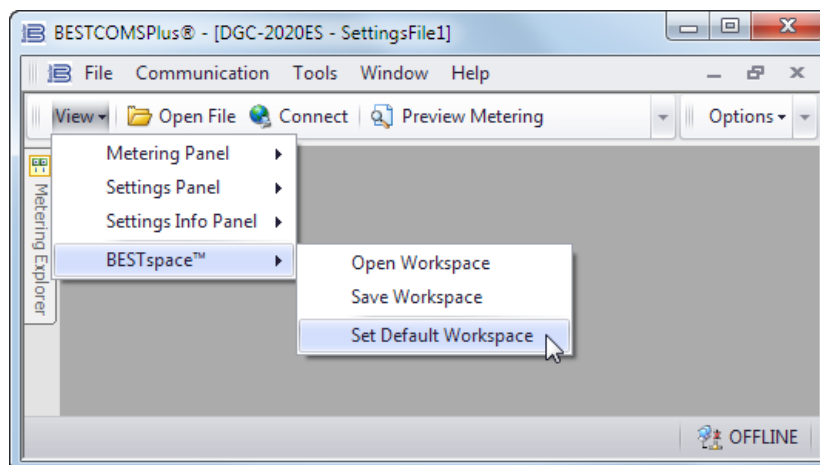 BESTCOMSPlus® - [DGC-2020ES - SettingsFile1]
File Communication Tools Window Help
View Open File Connect Preview Metering Options
Metering Panel
Settings Panel
Settings Info Panel
BESTspace™
Open Workspace
Save Workspace
Set Default Workspace
Metering Explorer
OFFLINE